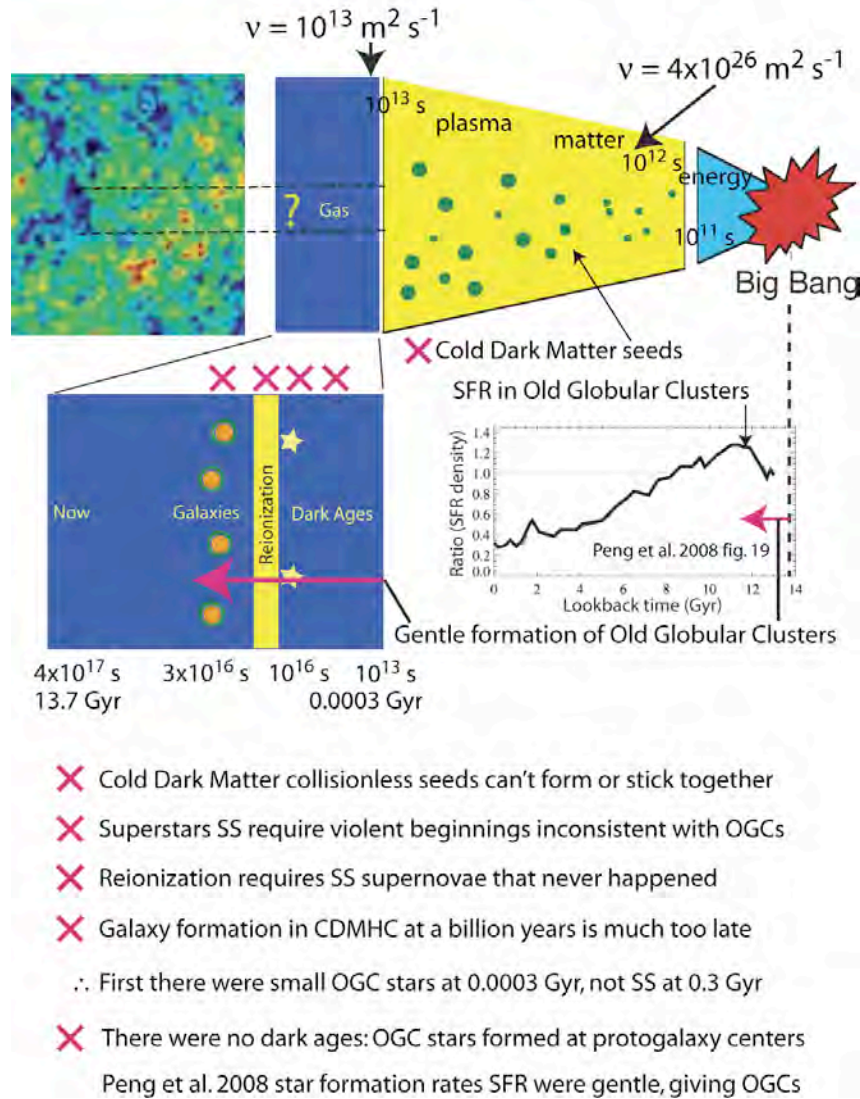 ν = 10¹³ m² s⁻¹
ν = 4x10²⁶ m² s⁻¹
10¹³ s
plasma
matter
10¹² s
energy
?
Gas
10¹¹ s
Big Bang
Cold Dark Matter seeds
SFR in Old Globular Clusters
Now
Galaxies
Reionization
Dark Ages
Ratio (SFR density)
1.4
1.2
1.0
0.8
0.6
0.4
0.2
0.0
Peng et al. 2008 fig. 19
0 2 4 6 8 10 12 14
Lookback time (Gyr)
Gentle formation of Old Globular Clusters
4x10¹⁷ s 3x10¹⁶ s 10¹⁶ s 10¹³ s
13.7 Gyr 0.0003 Gyr
Cold Dark Matter collisionless seeds can't form or stick together
Superstars SS require violent beginnings inconsistent with OGCs
Reionization requires SS supernovae that never happened
Galaxy formation in CDMHC at a billion years is much too late
∴ First there were small OGC stars at 0.0003 Gyr, not SS at 0.3 Gyr
There were no dark ages: OGC stars formed at protogalaxy centers
Peng et al. 2008 star formation rates SFR were gentle, giving OGCs